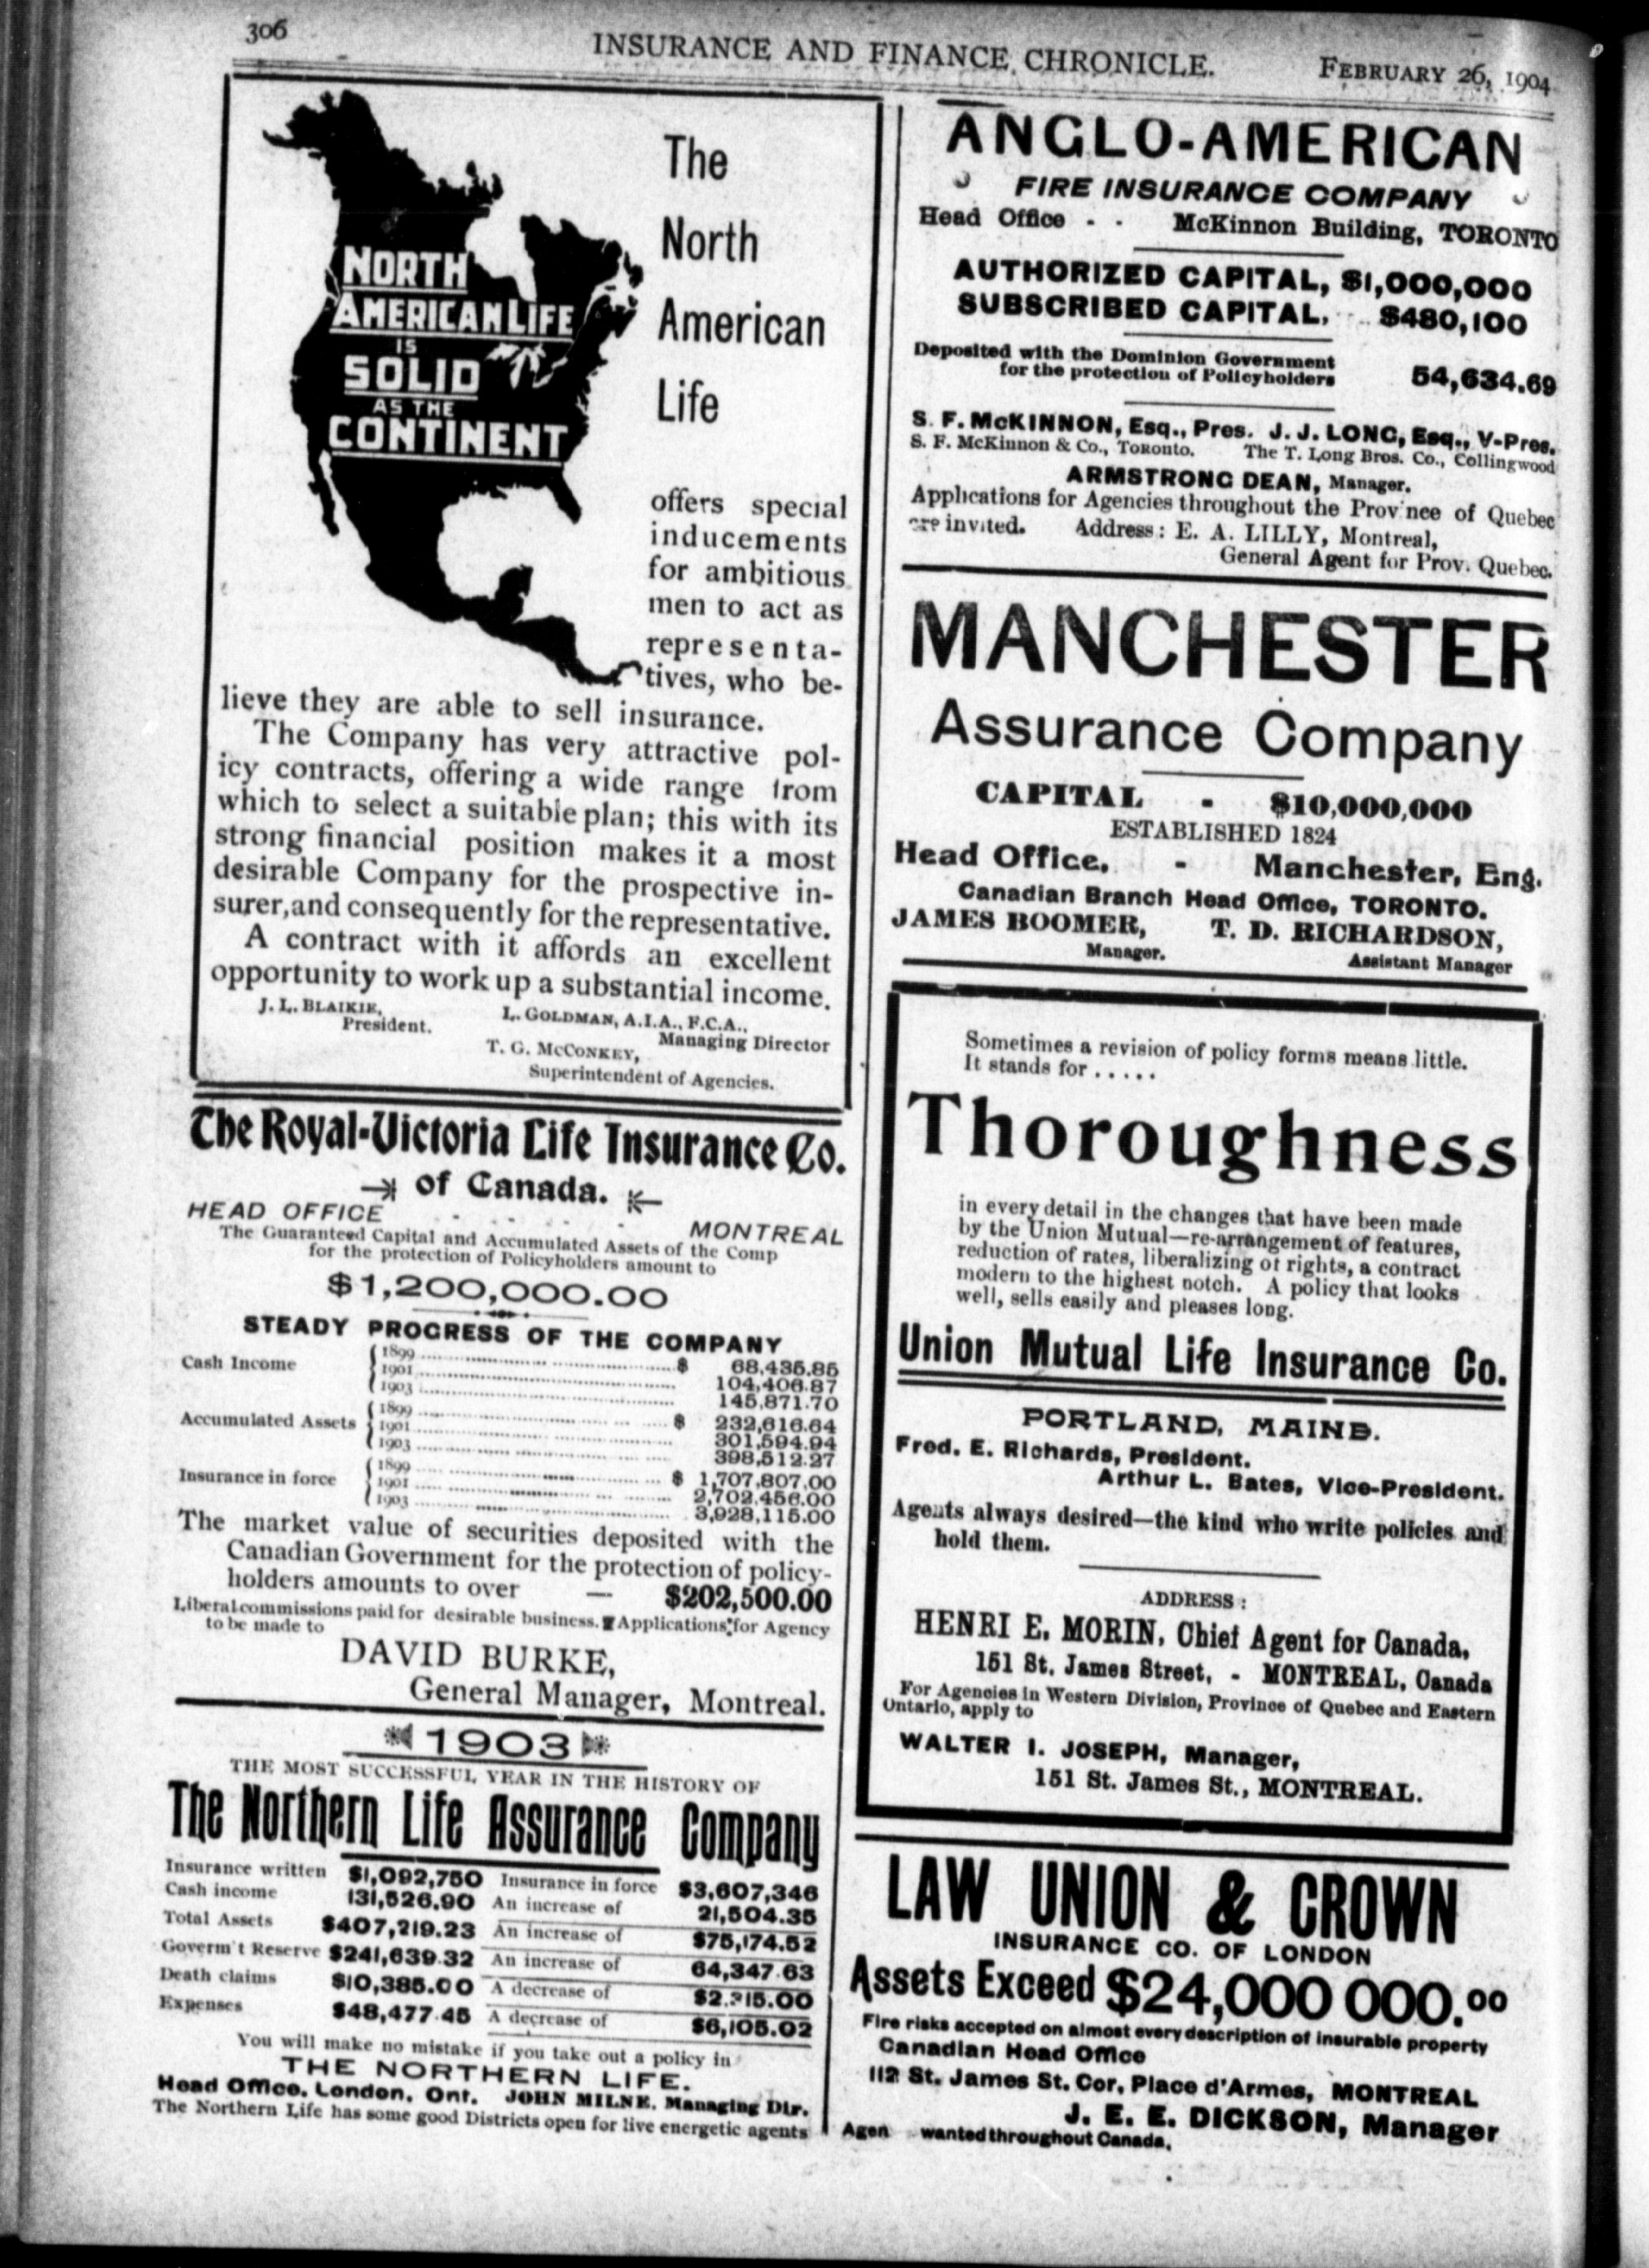 306
INSURANCE AND FINANCE CHRONICLE.
FEBRUARY 26, 1904
NORTH
AMERICAN LIFE
IS
SOLID
AS THE
CONTINENT
The
North
American
Life
offers special
inducements
for ambitious
men to act as
representa-
tives, who be-
lieve they are able to sell insurance.
The Company has very attractive pol-
icy contracts, offering a wide range from
which to select a suitable plan; this with its
strong financial position makes it a most
desirable Company for the prospective in-
surer, and consequently for the representative.
A contract with it affords an excellent
opportunity to work up a substantial income.
J. L. BLAIKIE,
President.
L. GOLDMAN, A.I.A., F.C.A.,
Managing Director
T. G. McCONKEY,
Superintendent of Agencies.
The Royal-Victoria Life Insurance Co.
of Canada.
HEAD OFFICE - - - - MONTREAL
The Guaranteed Capital and Accumulated Assets of the Comp
for the protection of Policyholders amount to
$1,200,000.00
STEADY PROGRESS OF THE COMPANY
Cash Income
1899 $ 68,435.85
1901 104,406.87
1903 145,871.70
Accumulated Assets
1899 $ 232,616.64
1901 301,594.94
1903 398,512.27
Insurance in force
1899 $ 1,707,807.00
1901 2,702,456.00
1903 3,928,115.00
The market value of securities deposited with the
Canadian Government for the protection of policy-
holders amounts to over — $202,500.00
Liberal commissions paid for desirable business. Applications for Agency
to be made to
DAVID BURKE,
General Manager, Montreal.
1903
THE MOST SUCCESSFUL YEAR IN THE HISTORY OF
The Northern Life Assurance Company
Insurance written $1,092,750 Insurance in force $3,607,346
Cash income 131,526.90 An increase of 21,504.35
Total Assets $407,219.23 An increase of $75,174.52
Goverm't Reserve $241,639.32 An increase of 64,347.63
Death claims $10,385.00 A decrease of
Expenses $48,477.45 A decrease of $6,105.02
You will make no mistake if you take out a policy in
THE NORTHERN LIFE.
Head Office, London, Ont. JOHN MILNE, Managing Dir.
The Northern Life has some good Districts open for live energetic agents
ANGLO-AMERICAN
FIRE INSURANCE COMPANY
Head Office - - McKinnon Building, TORONTO
AUTHORIZED CAPITAL, $1,000,000
SUBSCRIBED CAPITAL, $480,100
Deposited with the Dominion Government
for the protection of Policyholders 54,634.69
S. F. McKINNON, Esq., Pres. J. J. LONG, Esq., V-Pres.
S. F. McKinnon & Co., Toronto. The T. Long Bros. Co., Collingwood
ARMSTRONG DEAN, Manager.
Applications for Agencies throughout the Province of Quebec
are invited. Address: E. A. LILLY, Montreal,
General Agent for Prov. Quebec.
MANCHESTER
Assurance Company
CAPITAL - $10,000,000
ESTABLISHED 1824
Head Office, - Manchester, Eng.
Canadian Branch Head Office, TORONTO.
JAMES BOOMER, T. D. RICHARDSON,
Manager. Assistant Manager
Sometimes a revision of policy forms means little.
It stands for .....
Thoroughness
in every detail in the changes that have been made
by the Union Mutual—re-arrangement of features,
reduction of rates, liberalizing of rights, a contract
modern to the highest notch. A policy that looks
well, sells easily and pleases long.
Union Mutual Life Insurance Co.
PORTLAND, MAINE.
Fred. E. Richards, President.
Arthur L. Bates, Vice-President.
Agents always desired—the kind who write policies and
hold them.
ADDRESS:
HENRI E. MORIN, Chief Agent for Canada,
151 St. James Street, - MONTREAL, Canada
For Agencies in Western Division, Province of Quebec and Eastern
Ontario, apply to
WALTER I. JOSEPH, Manager,
151 St. James St., MONTREAL.
LAW UNION & CROWN
INSURANCE CO. OF LONDON
Assets Exceed $24,000 000.00
Fire risks accepted on almost every description of insurable property
Canadian Head Office
112 St. James St. Cor. Place d'Armes, MONTREAL
J. E. E. DICKSON, Manager
Agen wanted throughout Canada.